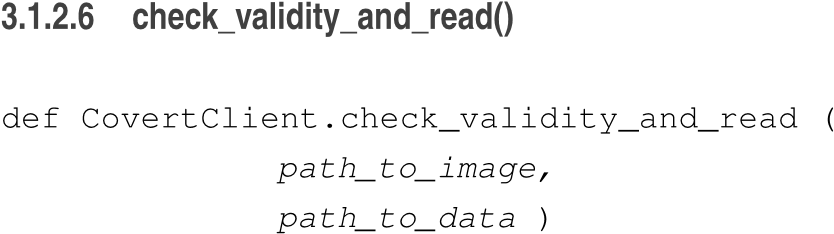 3.1.2.6 check_validity_and_read()
def CovertClient.check_validity_and_read (
path_to_image,
path_to_data )